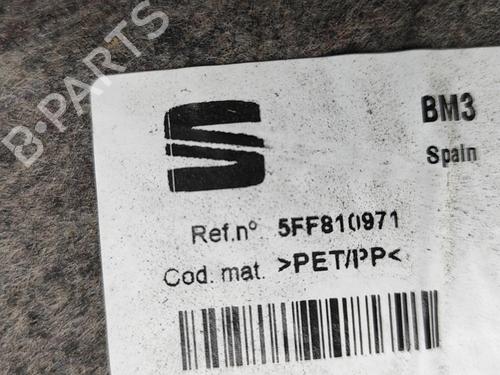 B-PARTS
BM3
Spain
Ref.nº 5FF810971
Cod. mat. >PET/PP<